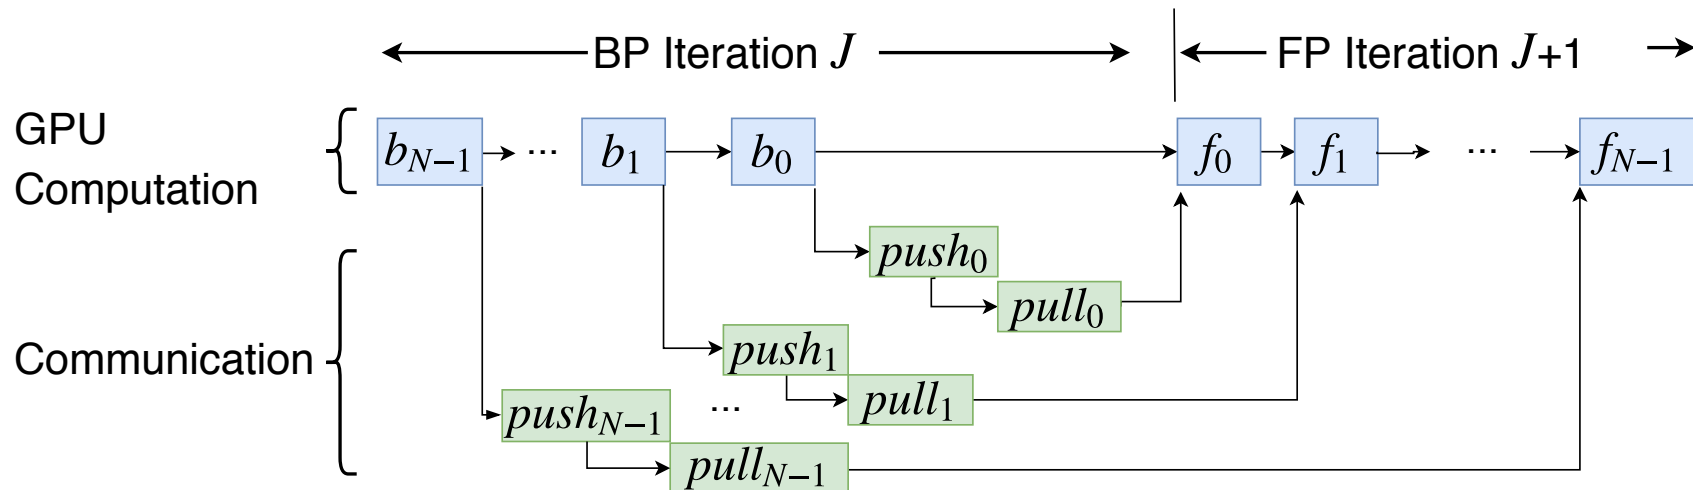 BP Iteration J
FP Iteration J+1
GPU
Computation
b_{N−1} ... b_1 b_0 f_0 f_1 ... f_{N−1}
push_0
pull_0
Communication
push_1
... pull_1
push_{N−1}
pull_{N−1}